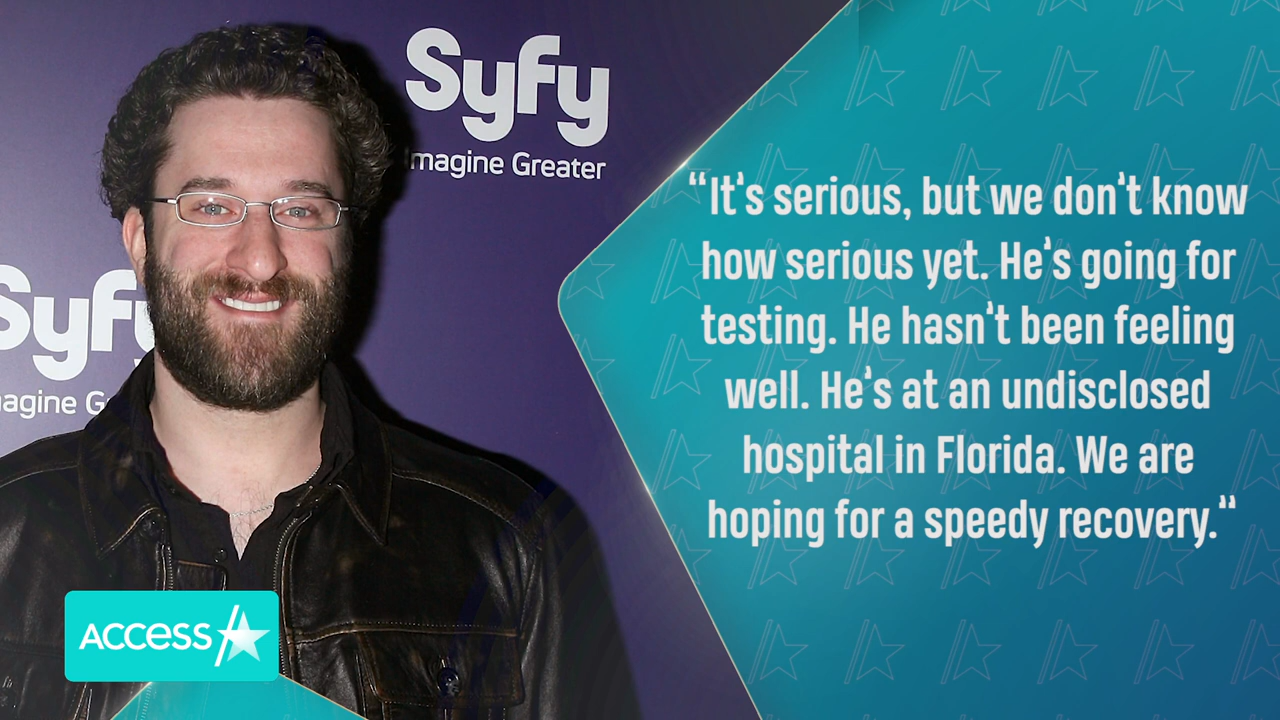 Syfy
Imagine Greater
Syfy
agine G
ACCESS
“It’s serious, but we don’t know
how serious yet. He’s going for
testing. He hasn’t been feeling
well. He’s at an undisclosed
hospital in Florida. We are
hoping for a speedy recovery.“